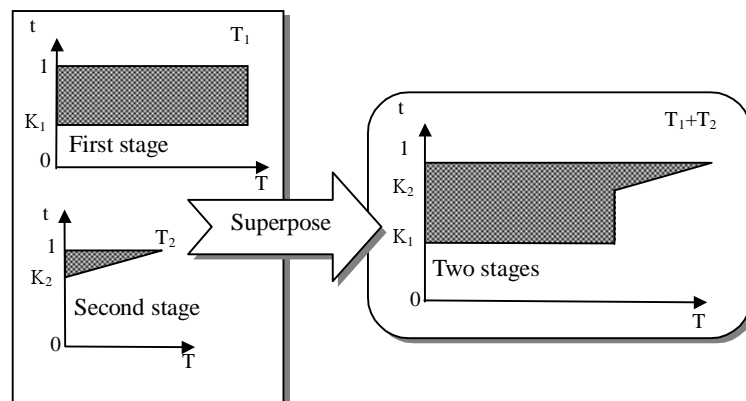 t
T1
1
K1
First stage
0
T
t
1
T2
K2
Second stage
0
T
Superpose
t
T1+T2
1
K2
K1
Two stages
0
T